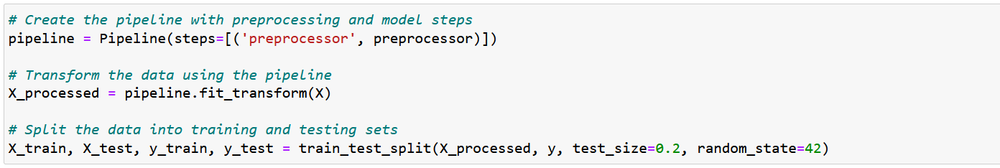 # Create the pipeline with preprocessing and model steps
pipeline = Pipeline(steps=[('preprocessor', preprocessor)])
# Transform the data using the pipeline
X_processed = pipeline.fit_transform(X)
# Split the data into training and testing sets
X_train, X_test, y_train, y_test = train_test_split(X_processed, y, test_size=0.2, random_state=42)